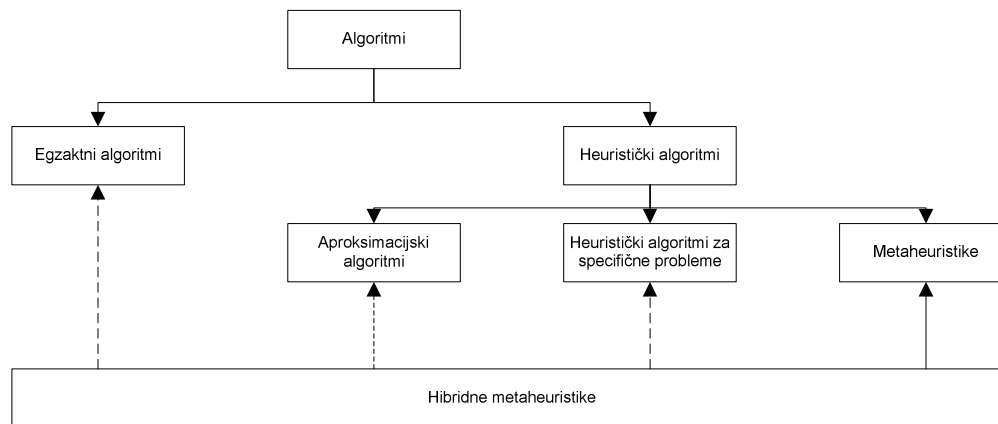 Algoritmi
Egzaktni algoritmi
Heuristički algoritmi
Aproksimacijski
algoritmi
Heuristički algoritmi za
specifične probleme
Metaheuristike
Hibridne metaheuristike